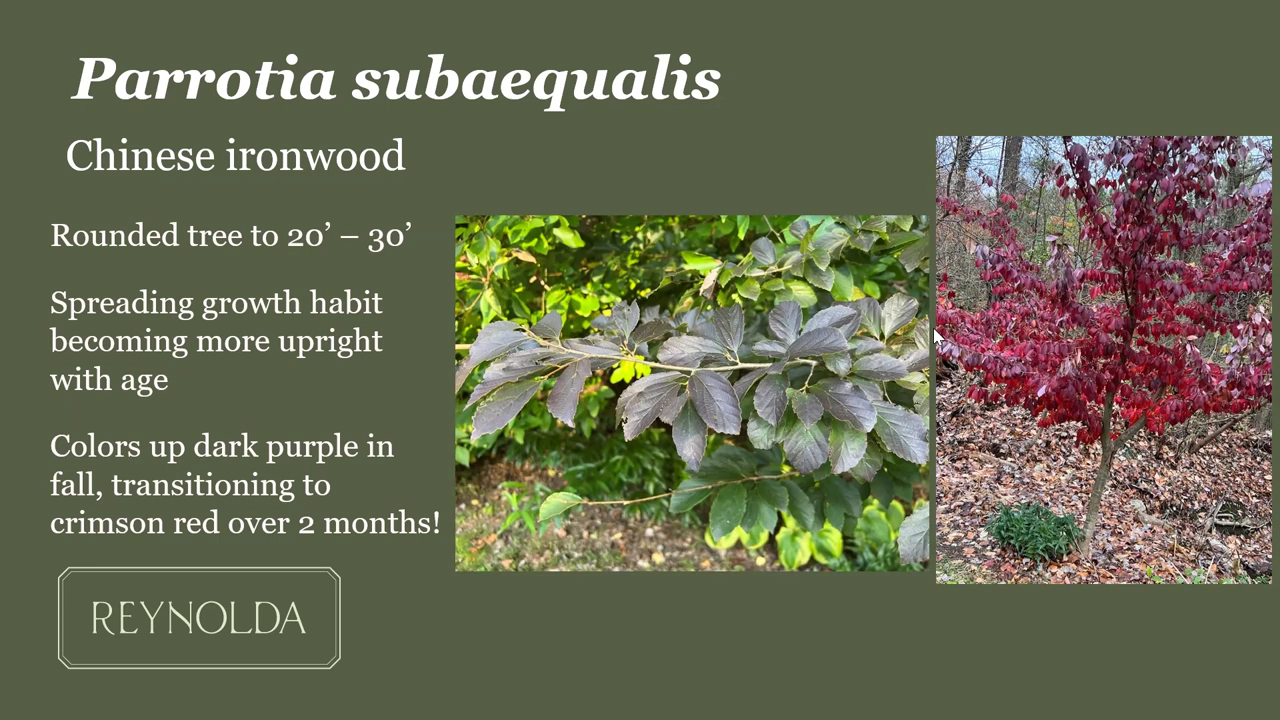 Parrotia subaequalis
Chinese ironwood
Rounded tree to 20’ – 30’
Spreading growth habit
becoming more upright
with age
Colors up dark purple in
fall, transitioning to
crimson red over 2 months!
REYNOLDA